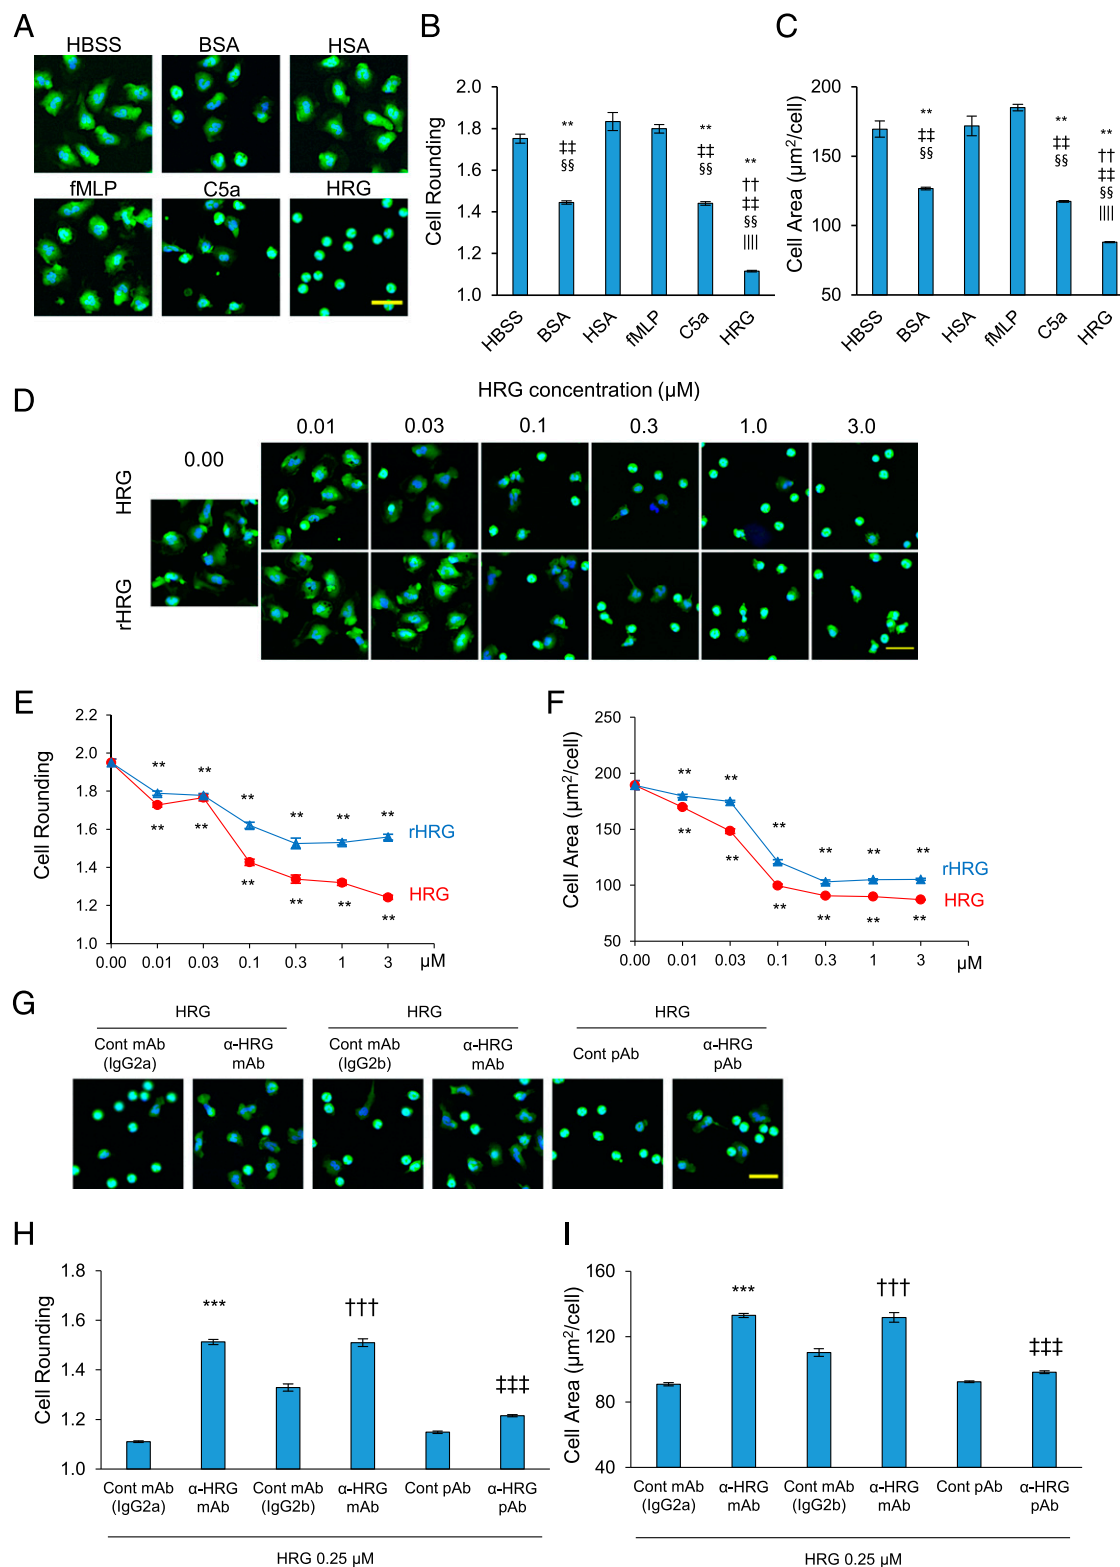 A
HBSS BSA HSA
fMLP C5a HRG
B
Cell Rounding
2.0
1.8
1.6
1.4
1.2
1.0
**
‡‡
§§
**
‡‡
§§
**
††
‡‡
§§
||||
HBSS BSA HSA fMLP C5a HRG
C
Cell Area (µm²/cell)
200
150
100
50
**
‡‡
§§
**
‡‡
§§
**
††
‡‡
§§
||||
HBSS BSA HSA fMLP C5a HRG
D
HRG concentration (µM)
0.00 0.01 0.03 0.1 0.3 1.0 3.0
HRG
rHRG
E
Cell Rounding
2.2
2.0
1.8
1.6
1.4
1.2
1.0
** ** ** ** ** **
rHRG
** ** ** ** ** **
HRG
0.00 0.01 0.03 0.1 0.3 1 3 µM
F
Cell Area (µm²/cell)
250
200
150
100
50
** ** ** ** ** **
rHRG
** ** ** ** ** **
HRG
0.00 0.01 0.03 0.1 0.3 1 3 µM
G
HRG HRG HRG
Cont mAb (IgG2a)
α-HRG mAb
Cont mAb (IgG2b)
α-HRG mAb
Cont pAb
α-HRG pAb
H
Cell Rounding
1.8
1.6
1.4
1.2
1.0
***
†††
‡‡‡
Cont mAb (IgG2a)
α-HRG mAb
Cont mAb (IgG2b)
α-HRG mAb
Cont pAb
α-HRG pAb
HRG 0.25 µM
I
Cell Area (µm²/cell)
160
120
80
40
***
†††
‡‡‡
Cont mAb (IgG2a)
α-HRG mAb
Cont mAb (IgG2b)
α-HRG mAb
Cont pAb
α-HRG pAb
HRG 0.25 µM